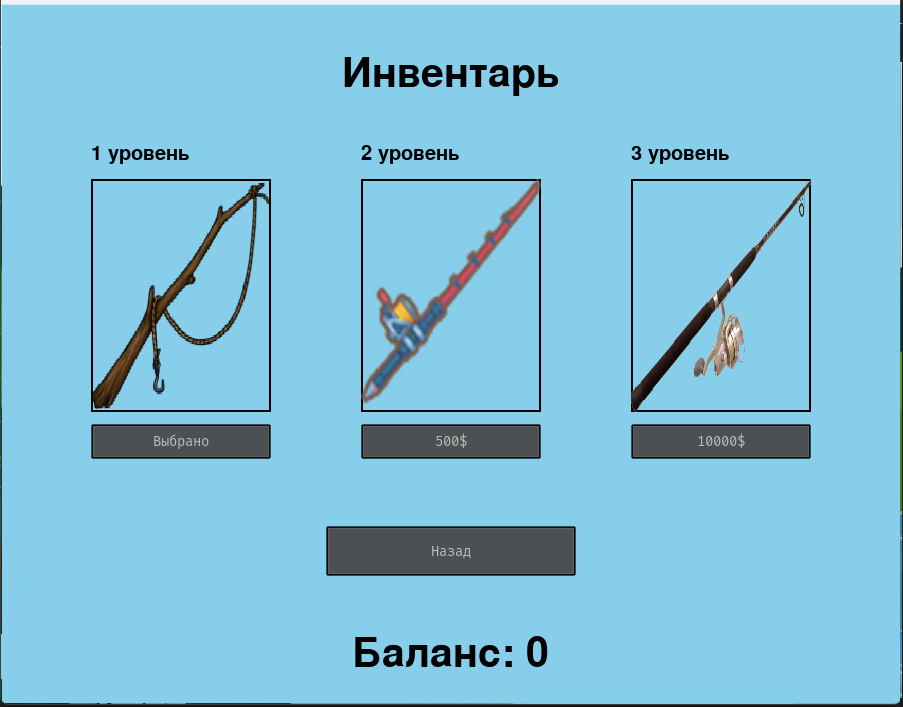 Инвентарь
1 уровень
2 уровень
3 уровень
Выбрано
500$
10000$
Назад
Баланс: 0